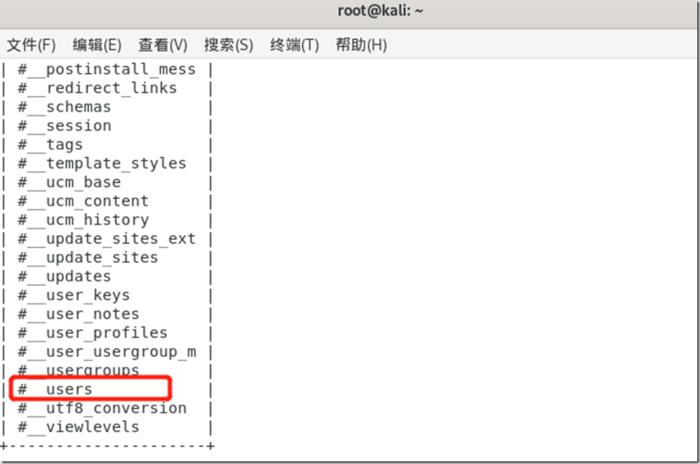 root@kali: ~
文件(F) 编辑(E) 查看(V) 搜索(S) 终端(T) 帮助(H)
| #__postinstall_mess |
| #__redirect_links |
| #__schemas |
| #__session |
| #__tags |
| #__template_styles |
| #__ucm_base |
| #__ucm_content |
| #__ucm_history |
| #__update_sites_ext |
| #__update_sites |
| #__updates |
| #__user_keys |
| #__user_notes |
| #__user_profiles |
| #__user_usergroup_m |
| #__usergroups |
| #__users |
| #__utf8_conversion |
| #__viewlevels |
+---------------------+